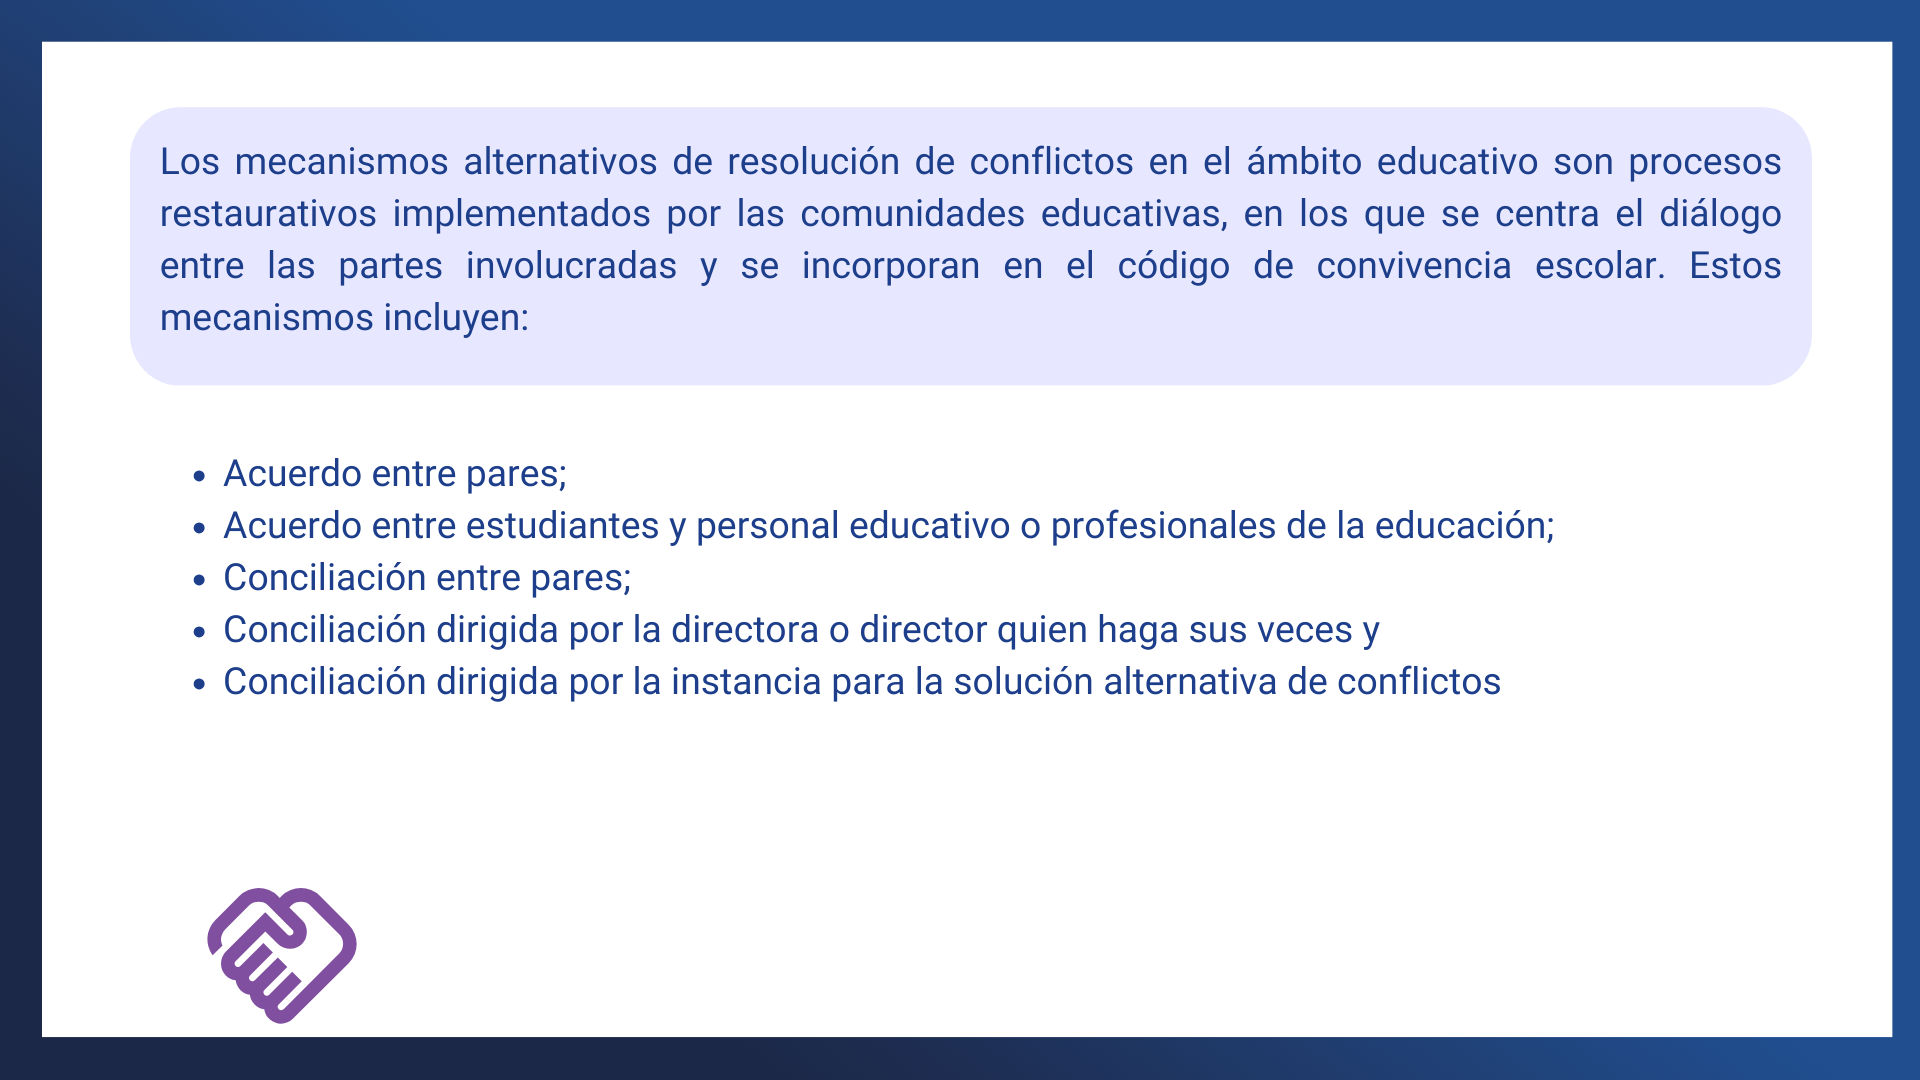 Los mecanismos alternativos de resolución de conflictos en el ámbito educativo son procesos
restaurativos implementados por las comunidades educativas, en los que se centra el diálogo
entre las partes involucradas y se incorporan en el código de convivencia escolar. Estos
mecanismos incluyen:
• Acuerdo entre pares;
• Acuerdo entre estudiantes y personal educativo o profesionales de la educación;
• Conciliación entre pares;
• Conciliación dirigida por la directora o director quien haga sus veces y
• Conciliación dirigida por la instancia para la solución alternativa de conflictos